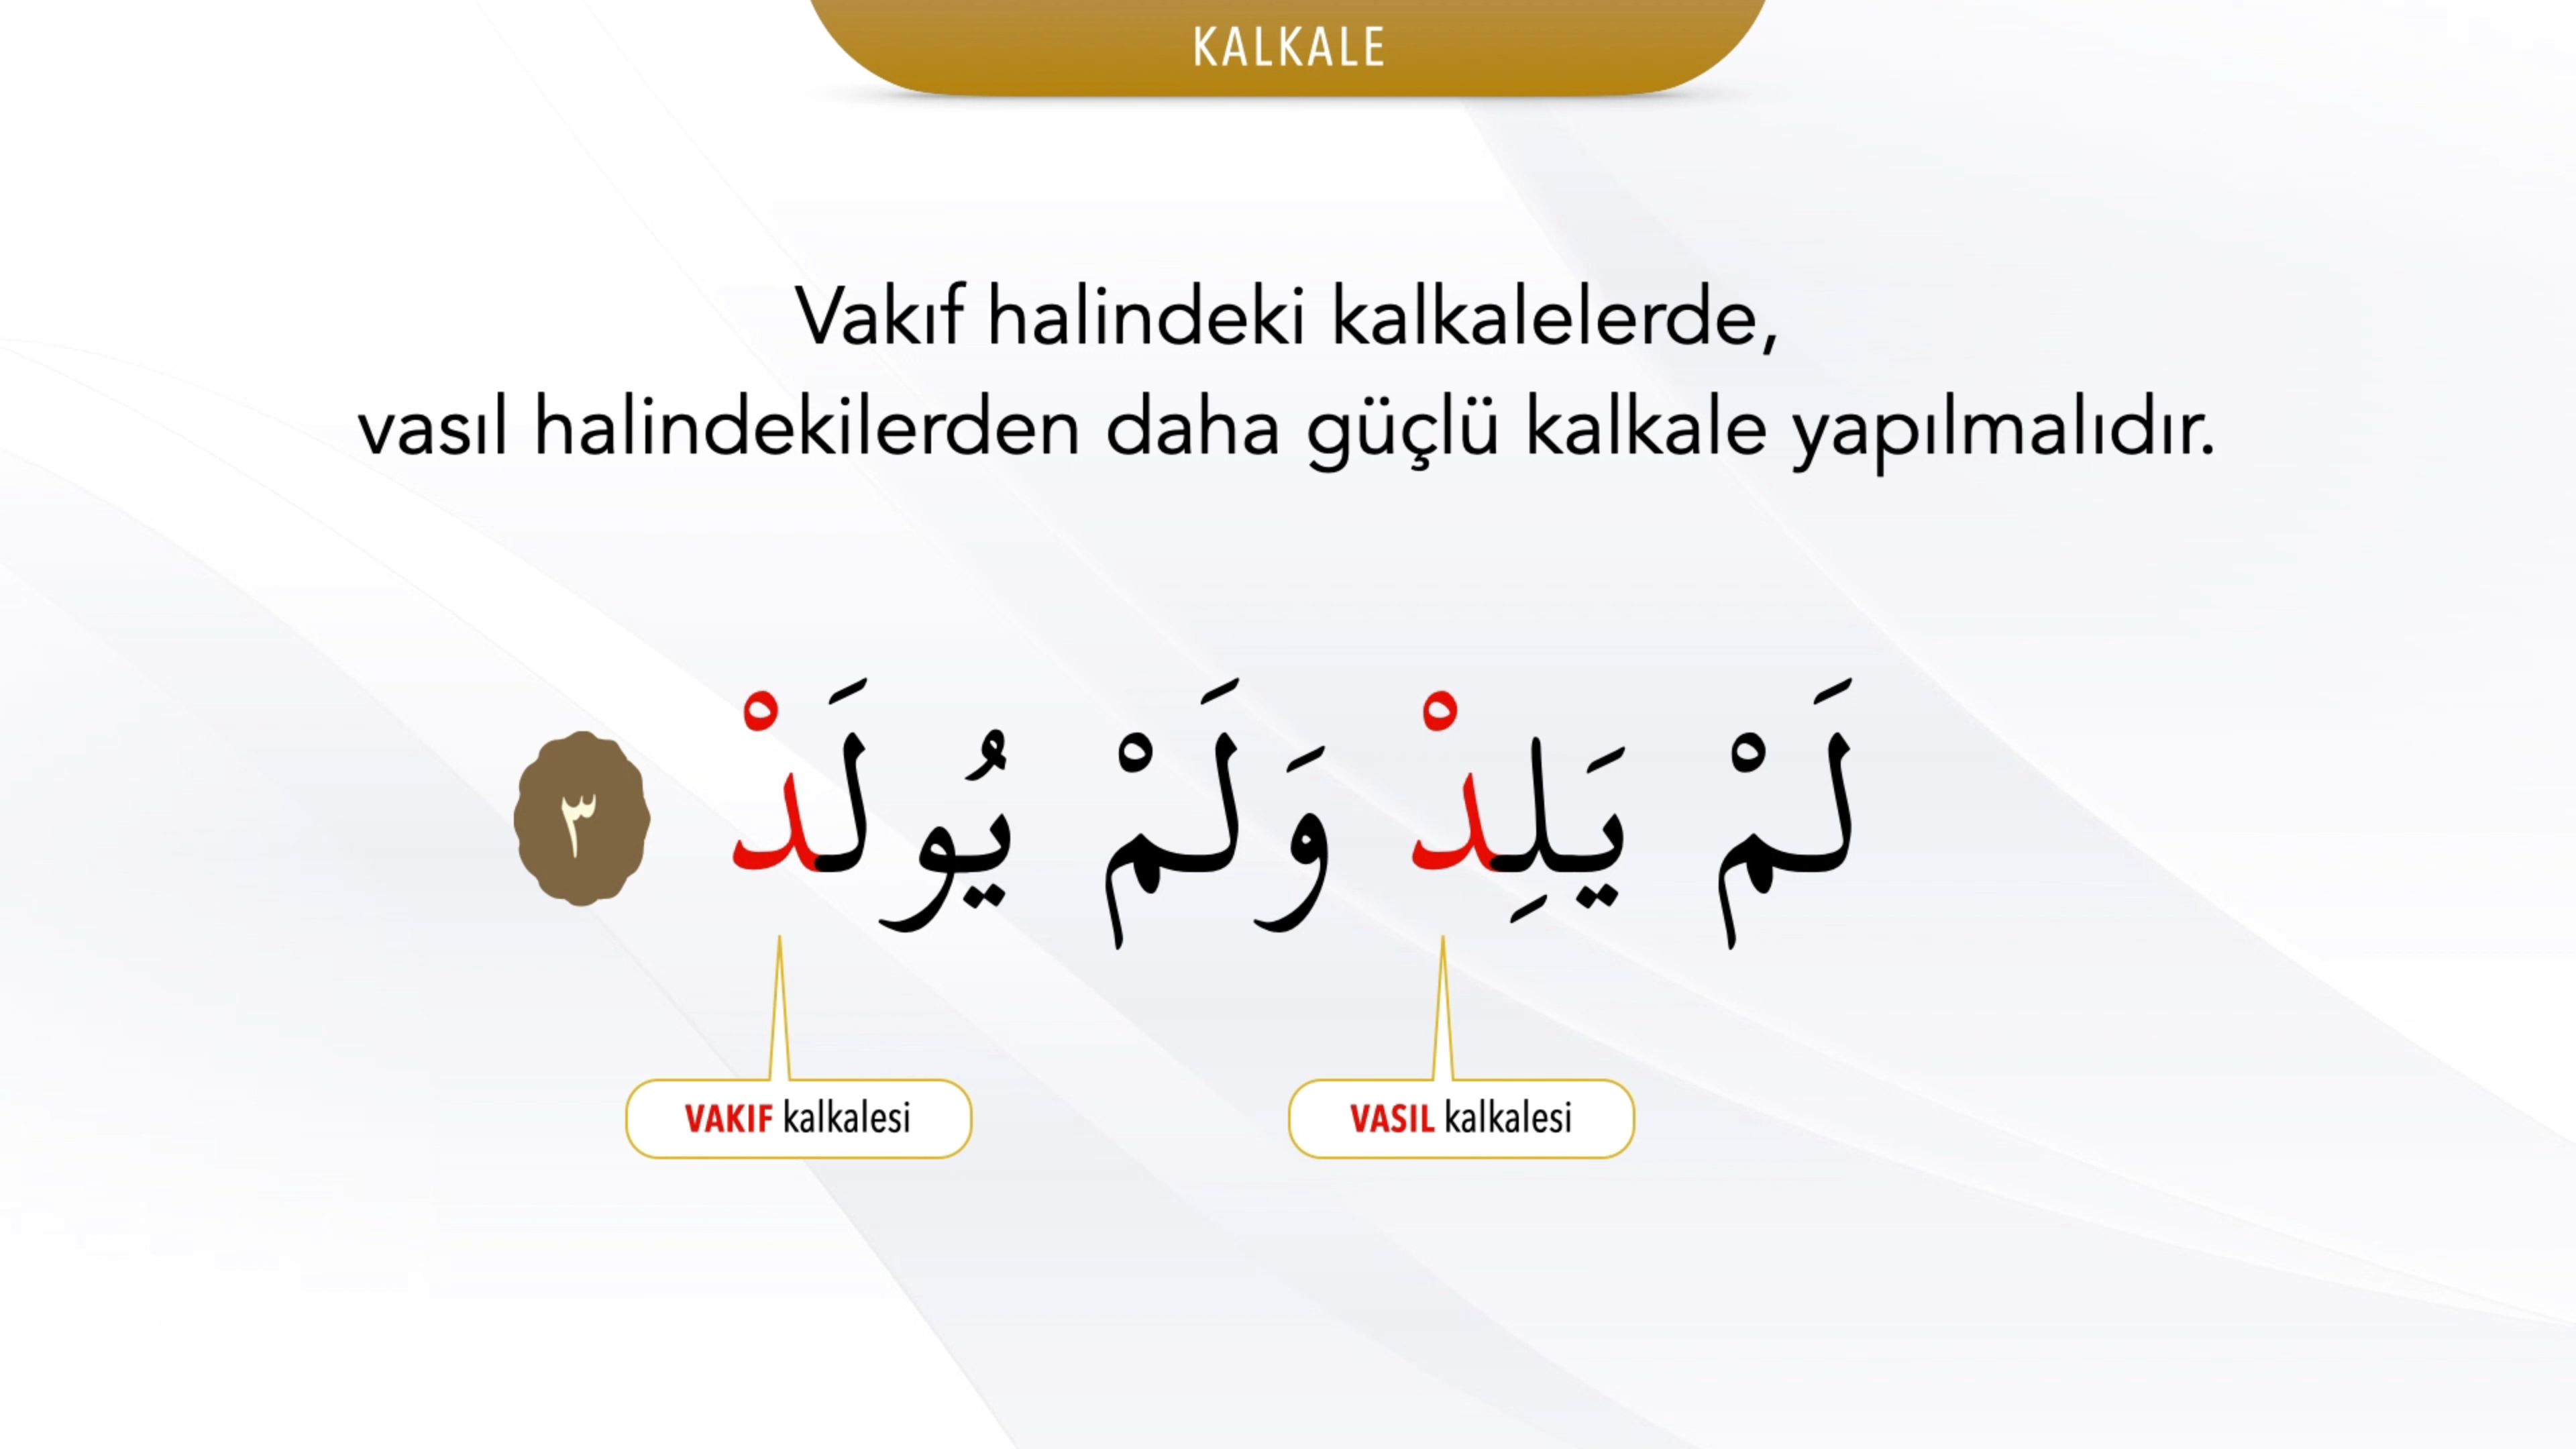 KALKALE
Vakıf halindeki kalkalelerde,
vasıl halindekilerden daha güçlü kalkale yapılmalıdır.
لَمْ يَلِدْ وَلَمْ يُولَدْ ٣
VAKIF kalkalesi
VASIL kalkalesi